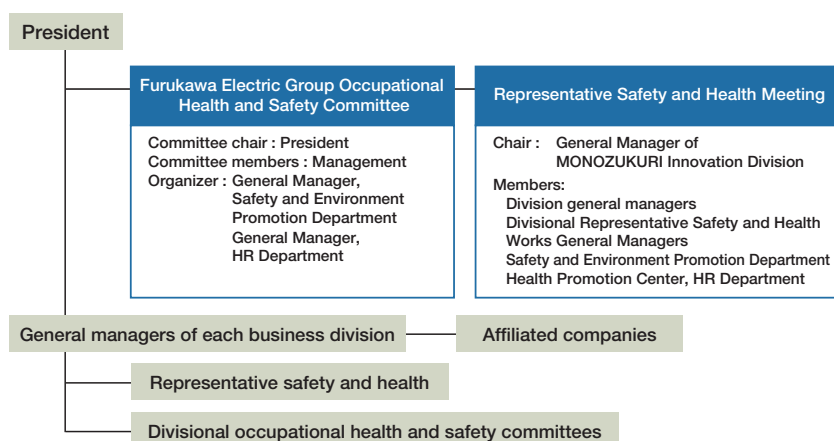 President
Furukawa Electric Group Occupational
Health and Safety Committee
Committee chair : President
Committee members : Management
Organizer : General Manager,
Safety and Environment
Promotion Department
General Manager,
HR Department
Representative Safety and Health Meeting
Chair : General Manager of
MONOZUKURI Innovation Division
Members:
Division general managers
Divisional Representative Safety and Health
Works General Managers
Safety and Environment Promotion Department
Health Promotion Center, HR Department
General managers of each business division
Affiliated companies
Representative safety and health
Divisional occupational health and safety committees